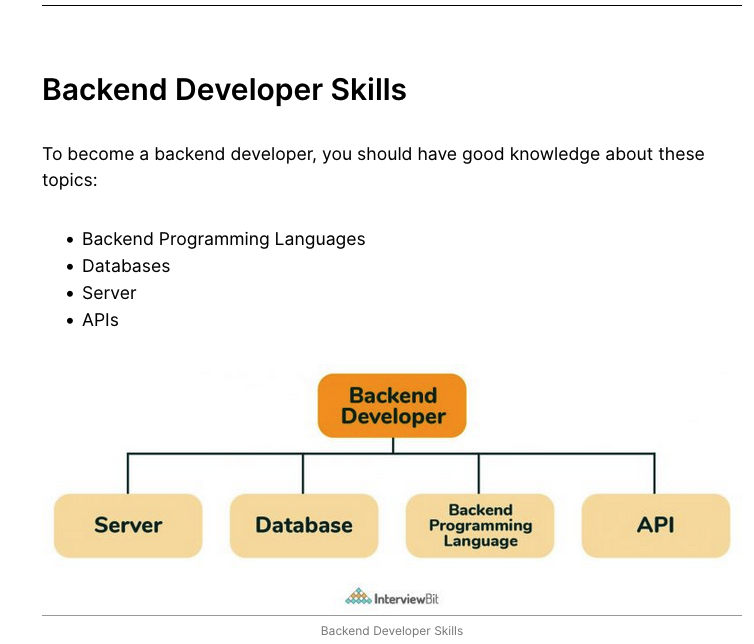 Backend Developer Skills
To become a backend developer, you should have good knowledge about these
topics:
• Backend Programming Languages
• Databases
• Server
• APIs
Backend
Developer
Server
Database
Backend
Programming
Language
API
InterviewBit
Backend Developer Skills